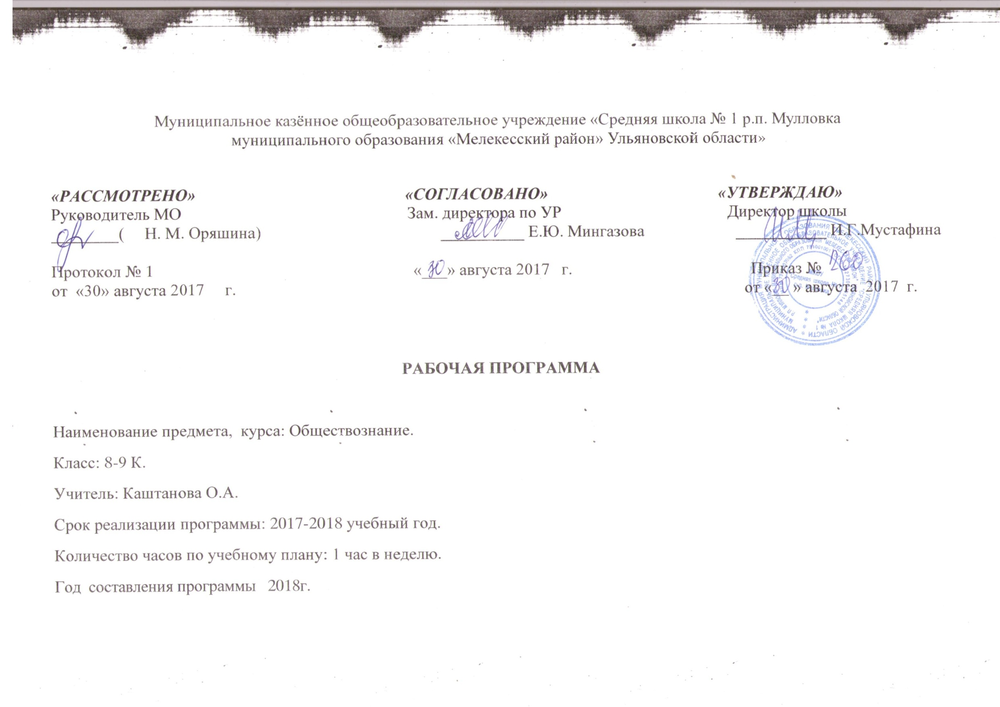 Муниципальное казённое общеобразовательное учреждение «Средняя школа № 1 р.п. Мулловка
муниципального образования «Мелекесский район» Ульяновской области»
«РАССМОТРЕНО»
Руководитель МО
________( Н. М. Оряшина)
Протокол № 1
от «30» августа 2017 г.
«СОГЛАСОВАНО»
Зам. директора по УР
__________ Е.Ю. Мингазова
«30» августа 2017 г.
«УТВЕРЖДАЮ»
Директор школы
___________ И.Г.Мустафина
Приказ № 260
от «30» августа 2017 г.
РАБОЧАЯ ПРОГРАММА
Наименование предмета, курса: Обществознание.
Класс: 8-9 К.
Учитель: Каштанова О.А.
Срок реализации программы: 2017-2018 учебный год.
Количество часов по учебному плану: 1 час в неделю.
Год составления программы 2018г.